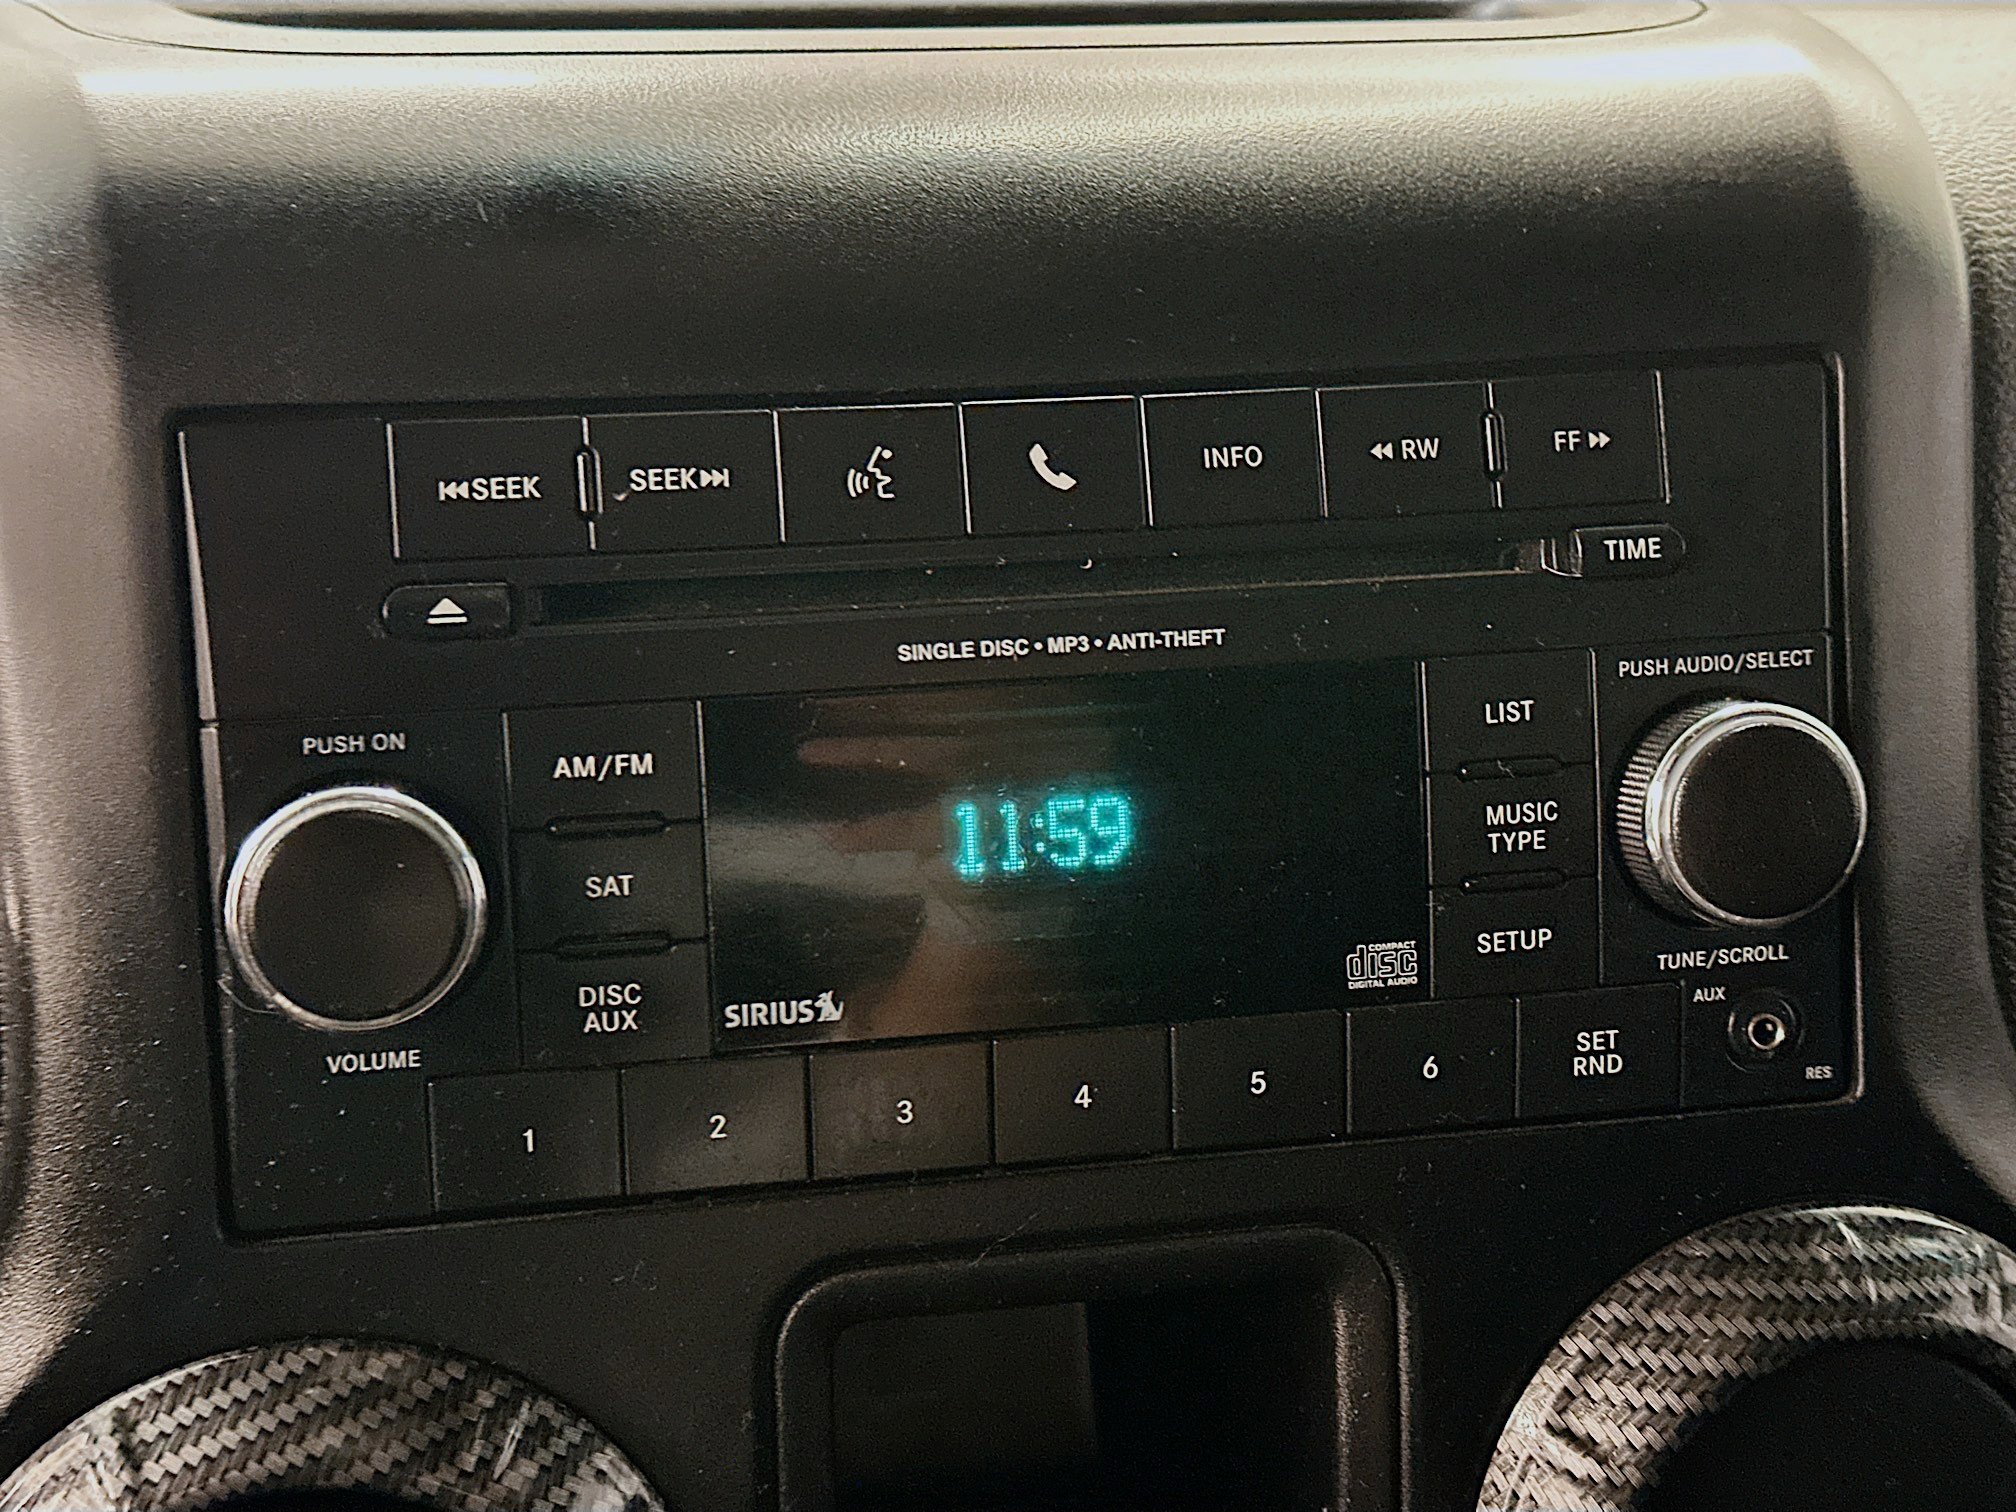 SEEK
SEEK
INFO
RW
FF
TIME
SINGLE DISC • MP3 • ANTI-THEFT
PUSH ON
VOLUME
AM/FM
SAT
DISC
AUX
11:59
SIRIUS
COMPACT
disc
DIGITAL AUDIO
LIST
MUSIC
TYPE
SETUP
PUSH AUDIO/SELECT
TUNE/SCROLL
AUX
RES
1
2
3
4
5
6
SET
RND